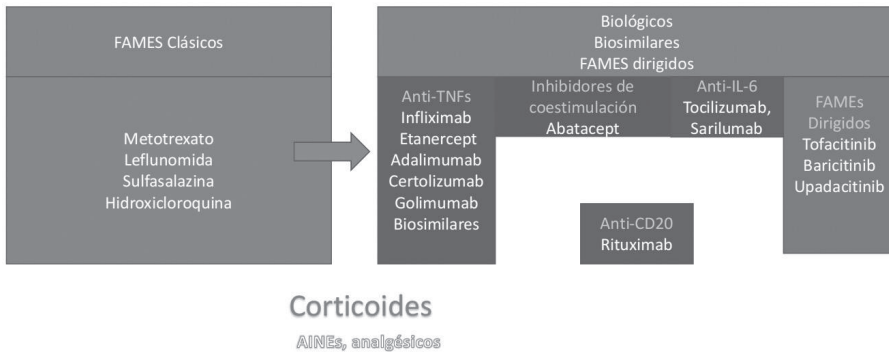 FAMES Clásicos
Metotrexato
Leflunomida
Sulfasalazina
Hidroxicloroquina
Biológicos
Biosimilares
FAMES dirigidos
Anti-TNFs
Infliximab
Etanercept
Adalimumab
Certolizumab
Golimumab
Biosimilares
Inhibidores de
coestimulación
Abatacept
Anti-IL-6
Tocilizumab,
Sarilumab
FAMEs
Dirigidos
Tofacitinib
Baricitinib
Upadacitinib
Anti-CD20
Rituximab
Corticoides
AINEs, analgésicos